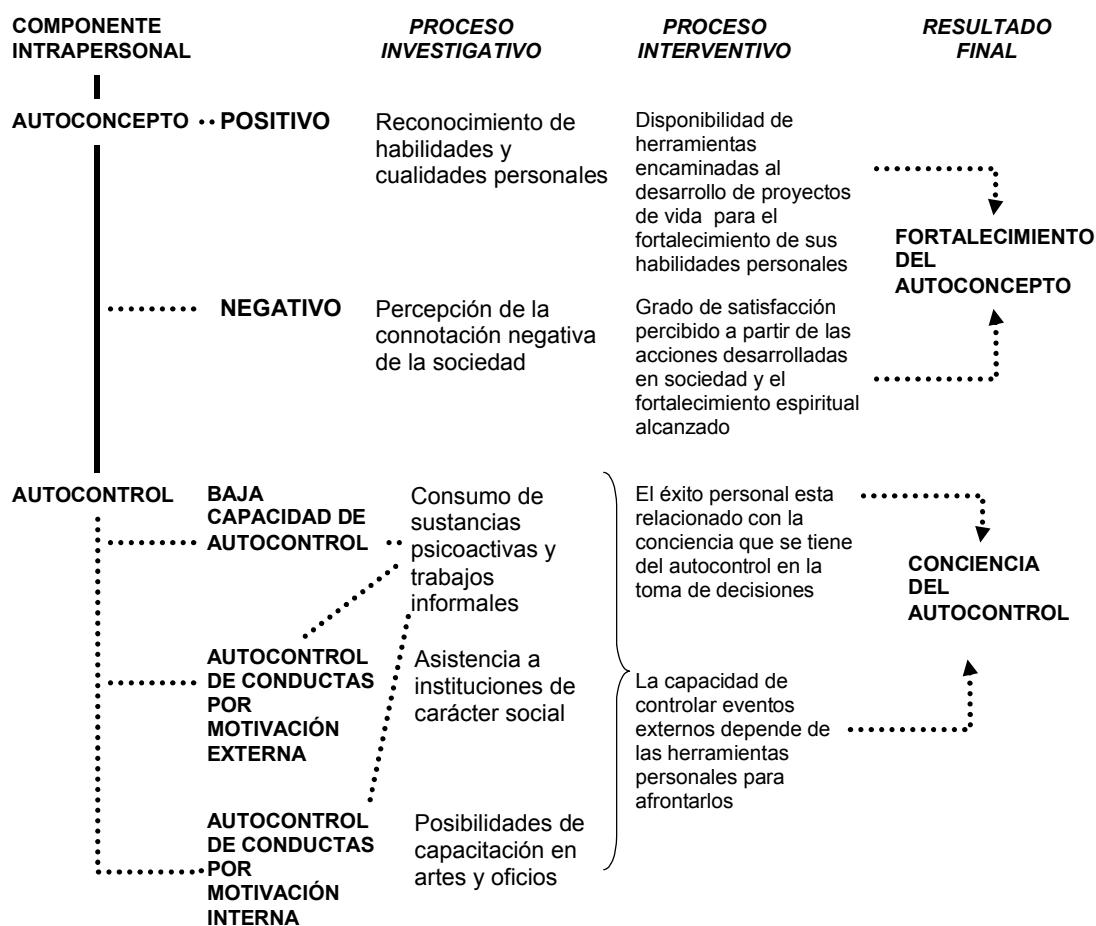 COMPONENTE
INTRAPERSONAL
PROCESO
INVESTIGATIVO
PROCESO
INTERVENTIVO
RESULTADO
FINAL
AUTOCONCEPTO
POSITIVO
Reconocimiento de
habilidades y
cualidades personales
Disponibilidad de
herramientas
encaminadas al
desarrollo de proyectos
de vida para el
fortalecimiento de sus
habilidades personales
FORTALECIMIENTO
DEL
AUTOCONCEPTO
NEGATIVO
Percepción de la
connotación negativa
de la sociedad
Grado de satisfacción
percibido a partir de las
acciones desarrolladas
en sociedad y el
fortalecimiento espiritual
alcanzado
AUTOCONTROL
BAJA
CAPACIDAD DE
AUTOCONTROL
Consumo de
sustancias
psicoactivas y
trabajos
informales
El éxito personal esta
relacionado con la
conciencia que se tiene
del autocontrol en la
toma de decisiones
CONCIENCIA
DEL
AUTOCONTROL
AUTOCONTROL
DE CONDUCTAS
POR
MOTIVACIÓN
EXTERNA
Asistencia a
instituciones de
carácter social
La capacidad de
controlar eventos
externos depende de
las herramientas
personales para
afrontarlos
AUTOCONTROL
DE CONDUCTAS
POR
MOTIVACIÓN
INTERNA
Posibilidades de
capacitación en
artes y oficios